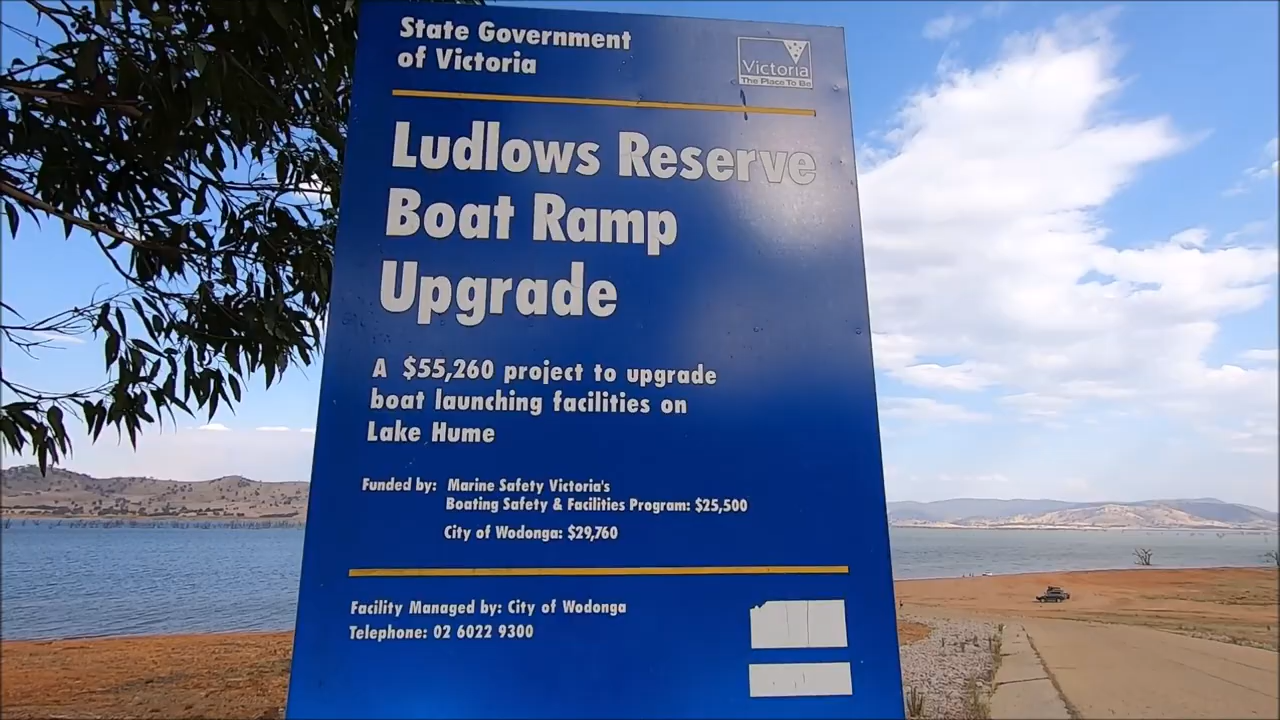 State Government
of Victoria
Victoria
The Place To Be
Ludlows Reserve
Boat Ramp
Upgrade
A $55,260 project to upgrade
boat launching facilities on
Lake Hume
Funded by: Marine Safety Victoria's
Boating Safety & Facilities Program: $25,500
City of Wodonga: $29,760
Facility Managed by: City of Wodonga
Telephone: 02 6022 9300